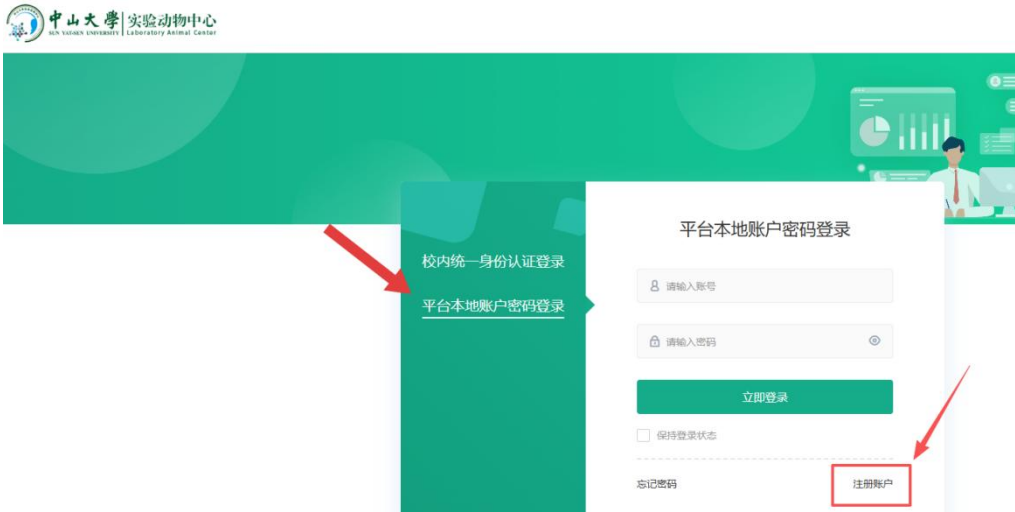 中山大學 实验动物中心
SUN YAT-SEN UNIVERSITY Laboratory Animal Center
平台本地账户密码登录
校内统一身份认证登录
平台本地账户密码登录
请输入账号
请输入密码
立即登录
保持登录状态
忘记密码
注册账户